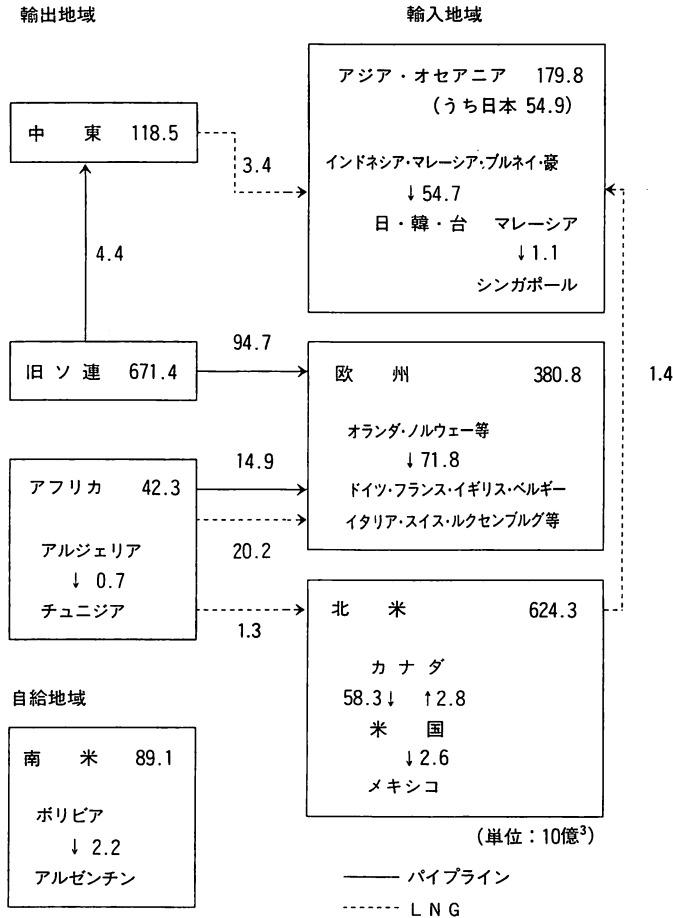 輸出地域
輸入地域
中東 118.5
3.4
4.4
アジア・オセアニア 179.8
(うち日本 54.9)
インドネシア・マレーシア・ブルネイ・豪
↓54.7
日・韓・台 マレーシア
↓1.1
シンガポール
1.4
旧ソ連 671.4
94.7
欧州 380.8
オランダ・ノルウェー等
↓71.8
ドイツ・フランス・イギリス・ベルギー
イタリア・スイス・ルクセンブルグ等
アフリカ 42.3
アルジェリア
↓ 0.7
チュニジア
14.9
20.2
1.3
北米 624.3
カナダ
58.3↓ ↑2.8
米国
↓2.6
メキシコ
自給地域
南米 89.1
ボリビア
↓ 2.2
アルゼンチン
(単位：10億³)
パイプライン
LNG